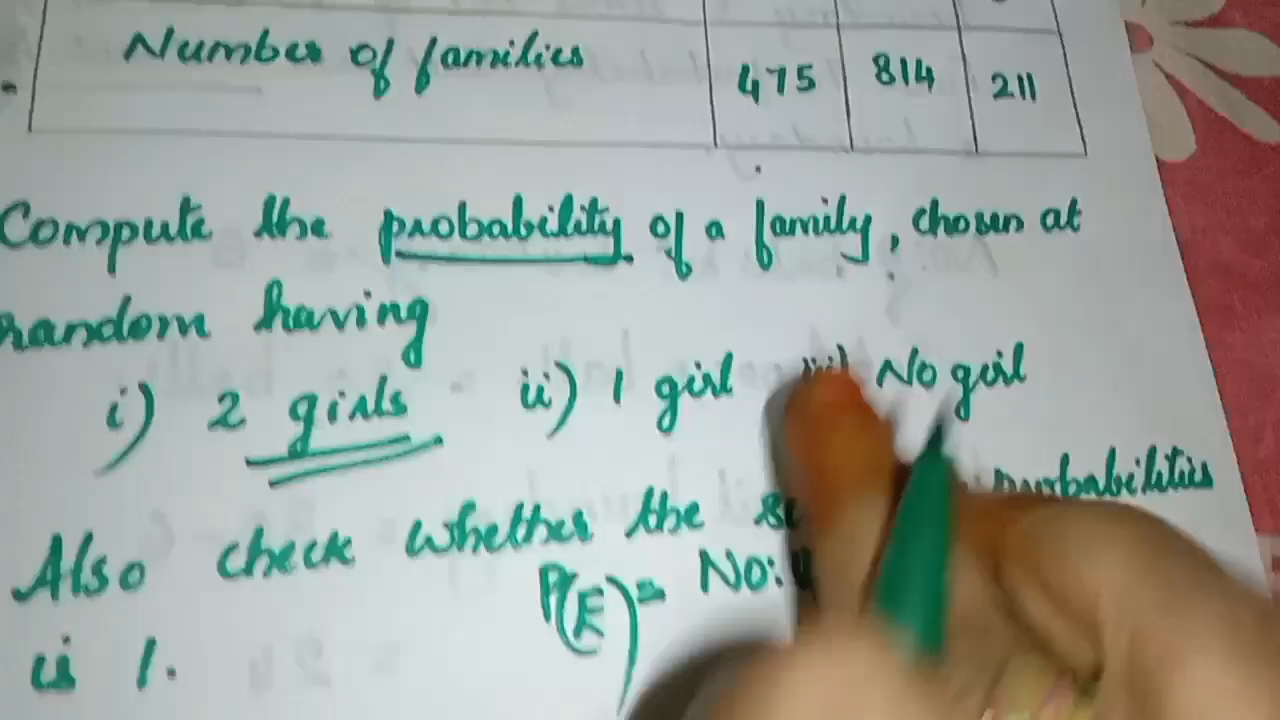 Number of families 475 814 211
Compute the probability of a family, chosen at
random having
i) 2 girls ii) 1 girl iii) No girl
Also check whether the probabilities
is 1.
P(E) = No: